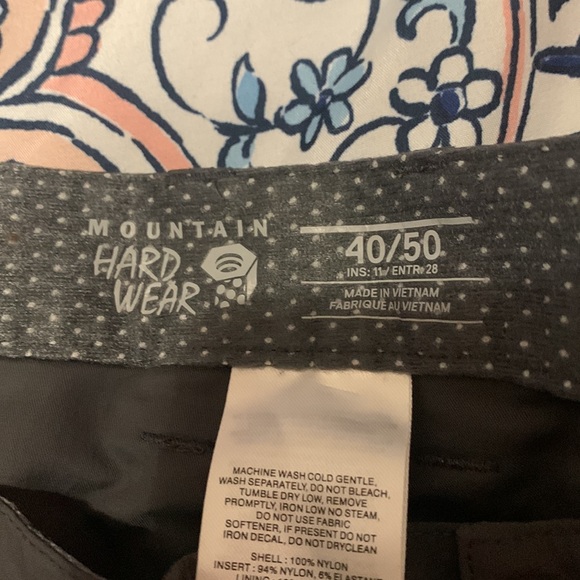 MOUNTAIN
HARD
WEAR
40/50
INS: 11/ ENTR: 28
MADE IN VIETNAM
FABRIQUÉ AU VIETNAM
MACHINE WASH COLD GENTLE,
WASH SEPARATELY, DO NOT BLEACH,
TUMBLE DRY LOW, REMOVE
PROMPTLY, IRON LOW NO STEAM,
DO NOT USE FABRIC
SOFTENER, IF PRESENT DO NOT
IRON DECAL, DO NOT DRYCLEAN
SHELL : 100% NYLON
INSERT : 94% NYLON, 6% ELASTANE
LINING :